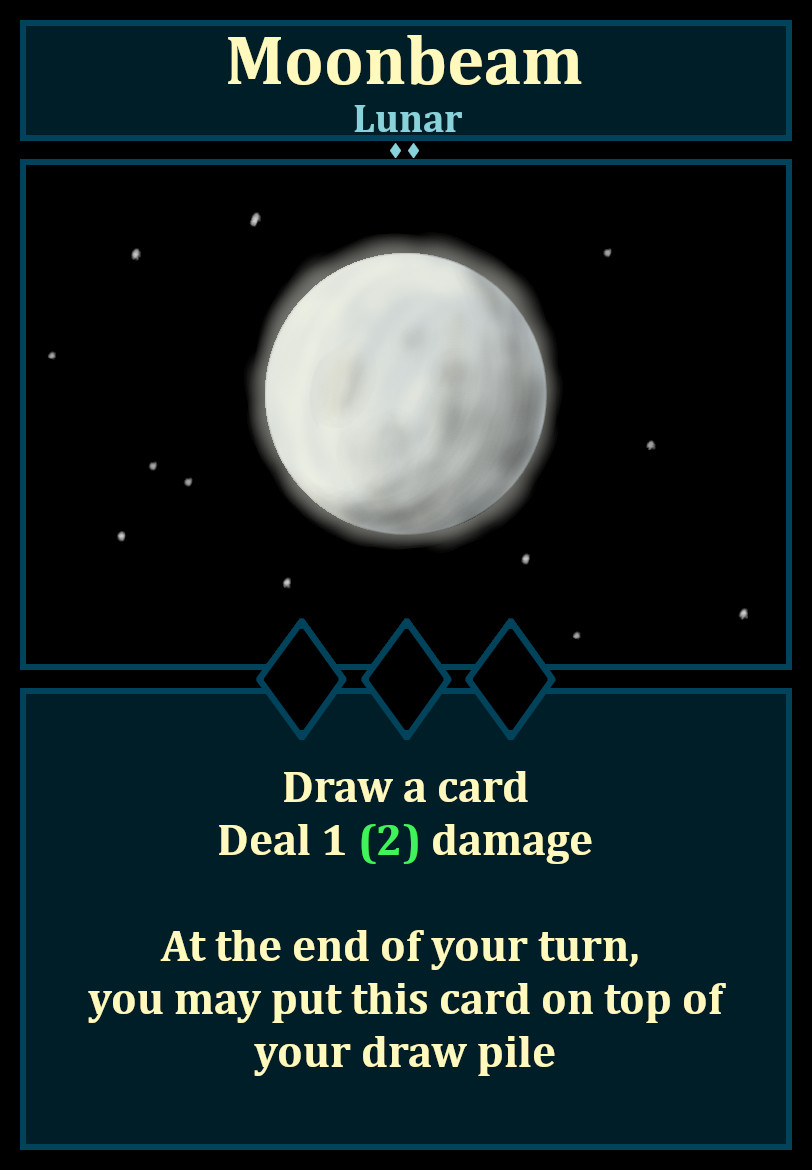 Moonbeam
Lunar
Draw a card
Deal 1 (2) damage
At the end of your turn,
you may put this card on top of
your draw pile